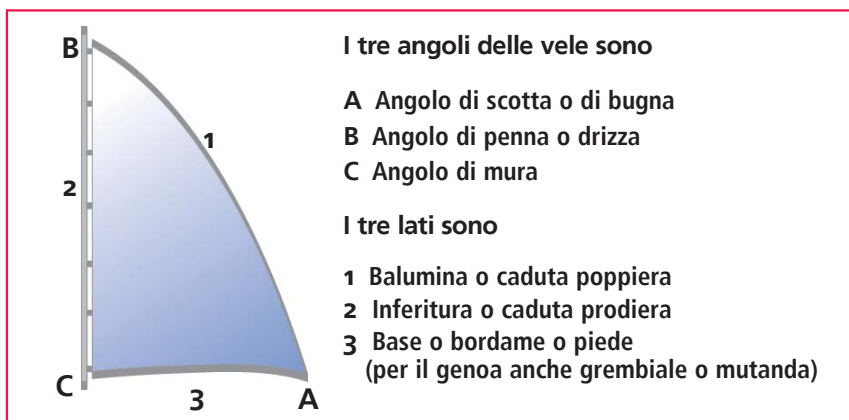 B
1
2
C
3
A
I tre angoli delle vele sono
A Angolo di scotta o di bugna
B Angolo di penna o drizza
C Angolo di mura
I tre lati sono
1 Balumina o caduta poppiera
2 Inferitura o caduta prodiera
3 Base o bordame o piede
(per il genoa anche grembiale o mutanda)